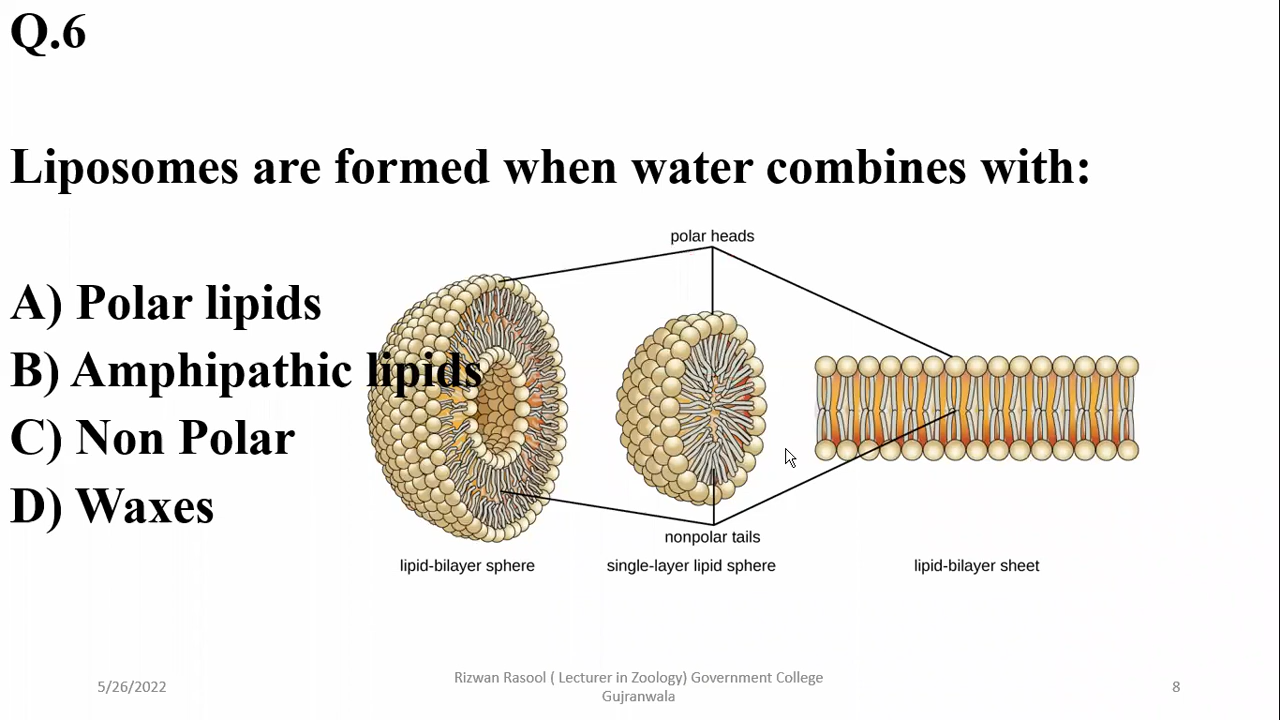 Q.6
Liposomes are formed when water combines with:
polar heads
A) Polar lipids
B) Amphipathic lipids
C) Non Polar
D) Waxes
nonpolar tails
lipid-bilayer sphere
single-layer lipid sphere
lipid-bilayer sheet
5/26/2022
Rizwan Rasool ( Lecturer in Zoology) Government College
Gujranwala
8